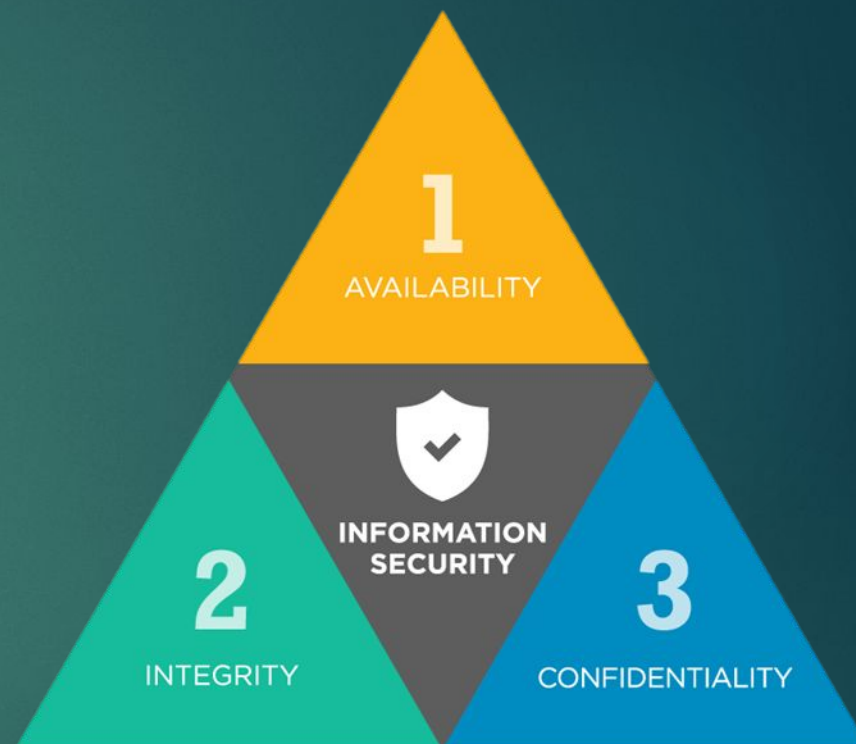 1
AVAILABILITY
INFORMATION
SECURITY
2
INTEGRITY
3
CONFIDENTIALITY